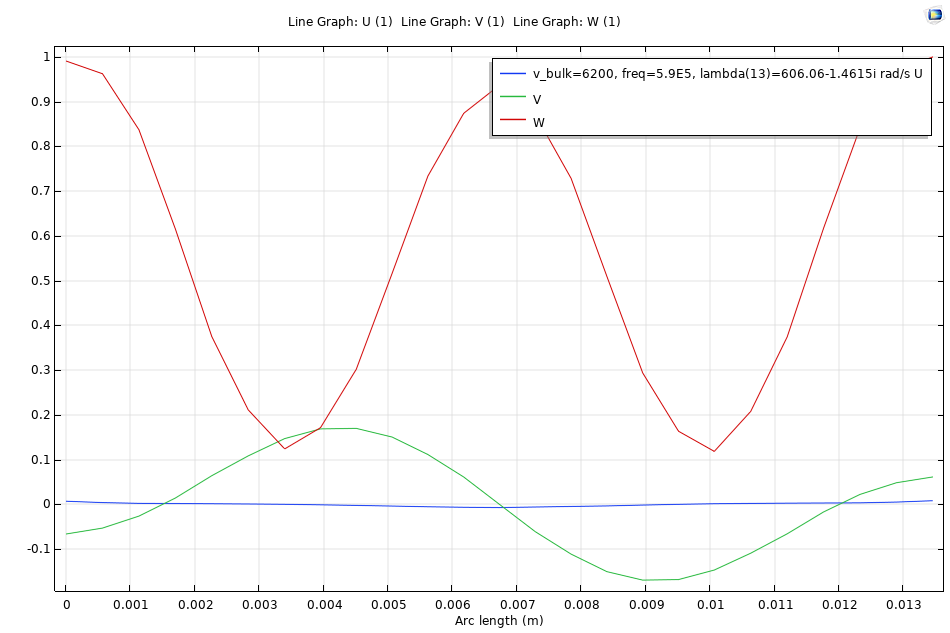 Line Graph: U (1) Line Graph: V (1) Line Graph: W (1)
v_bulk=6200, freq=5.9E5, lambda(13)=606.06-1.4615i rad/s U
V
W
1
0.9
0.8
0.7
0.6
0.5
0.4
0.3
0.2
0.1
0
-0.1
0 0.001 0.002 0.003 0.004 0.005 0.006 0.007 0.008 0.009 0.01 0.011 0.012 0.013
Arc length (m)